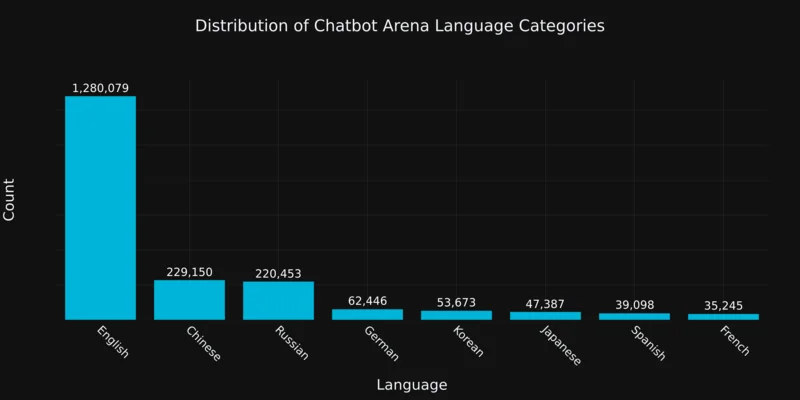 Distribution of Chatbot Arena Language Categories
Count
1,280,079
229,150
220,453
62,446
53,673
47,387
39,098
35,245
English
Chinese
Russian
German
Korean
Japanese
Spanish
French
Language